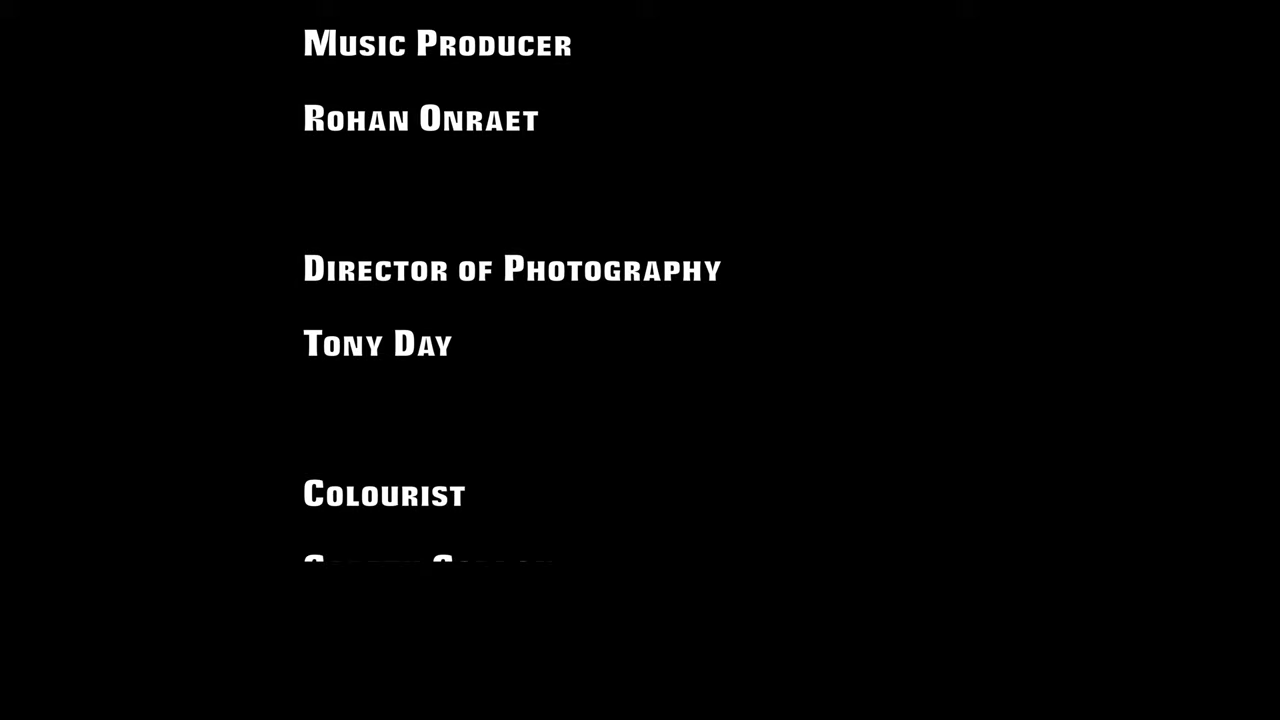 Music Producer
Rohan Onraet
Director of Photography
Tony Day
Colourist